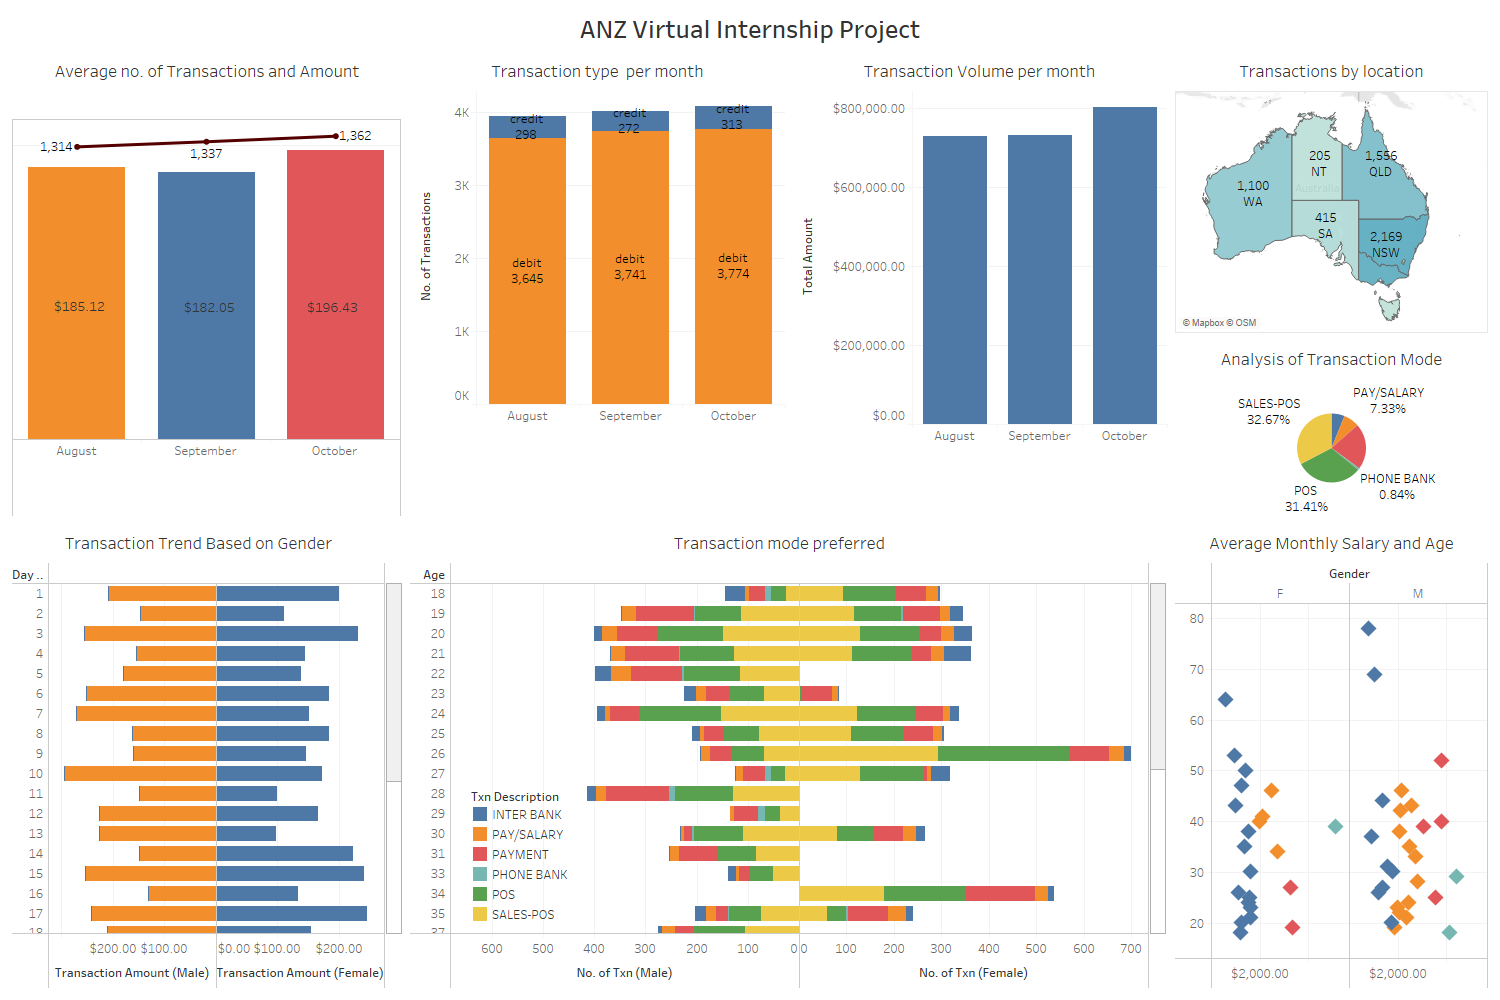 ANZ Virtual Internship Project
Average no. of Transactions and Amount
1,314
1,337
1,362
$185.12
$182.05
$196.43
August
September
October
Transaction type per month
No. of Transactions
4K
3K
2K
1K
0K
credit
298
credit
272
credit
313
debit
3,645
debit
3,741
debit
3,774
August
September
October
Transaction Volume per month
Total Amount
$800,000.00
$600,000.00
$400,000.00
$200,000.00
$0.00
August
September
October
Transactions by location
205
NT
1,556
QLD
1,100
WA
Australia
415
SA
2,169
NSW
© Mapbox © OSM
Analysis of Transaction Mode
PAY/SALARY
7.33%
SALES-POS
32.67%
PHONE BANK
0.84%
POS
31.41%
Transaction Trend Based on Gender
Day ..
1
2
3
4
5
6
7
8
9
10
11
12
13
14
15
16
17
18
$200.00 $100.00
$0.00 $100.00
$200.00
Transaction Amount (Male)
Transaction Amount (Female)
Transaction mode preferred
Age
18
19
20
21
22
23
24
25
26
27
28
29
30
31
33
34
35
37
Txn Description
INTER BANK
PAY/SALARY
PAYMENT
PHONE BANK
POS
SALES-POS
600 500 400 300 200 100 0
0 100 200 300 400 500 600 700
No. of Txn (Male)
No. of Txn (Female)
Average Monthly Salary and Age
Gender
F
M
80
70
60
50
40
30
20
$2,000.00
$2,000.00